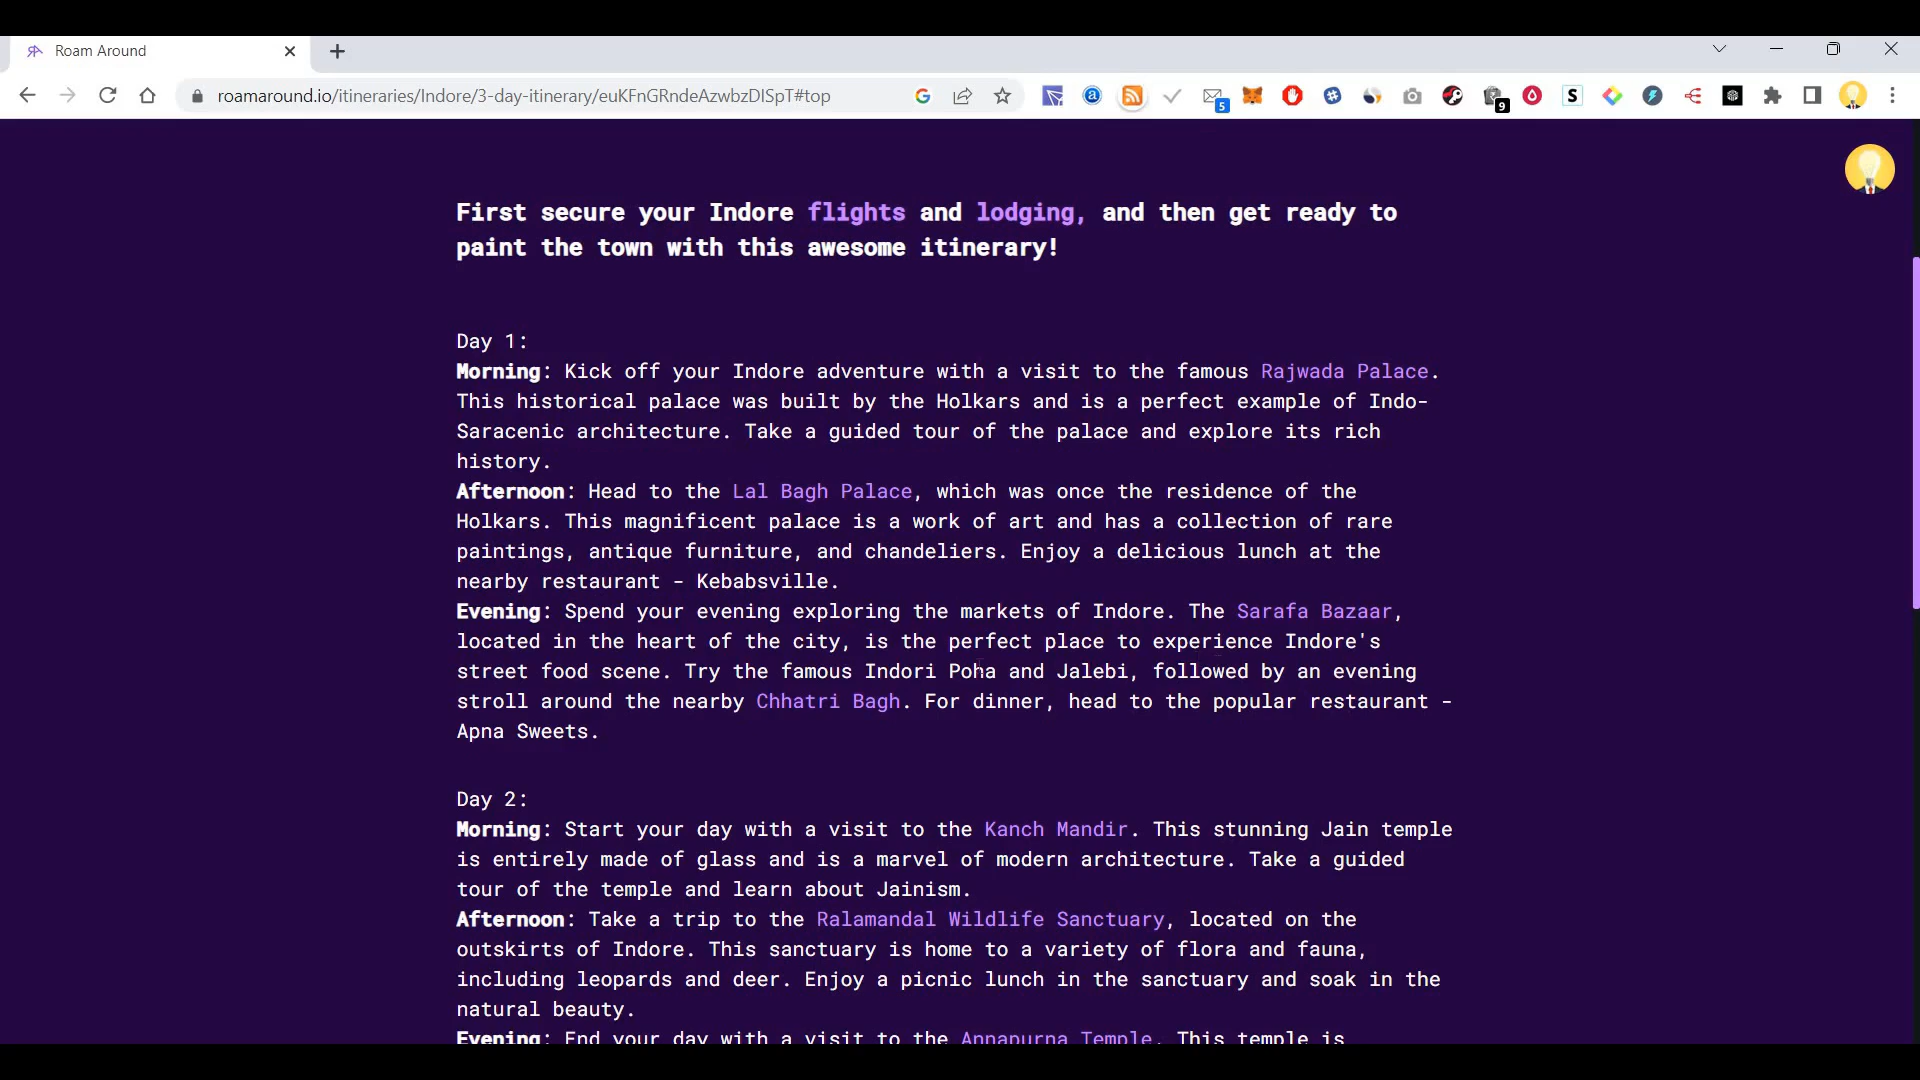 Roam Around
roamaround.io/itineraries/Indore/3-day-itinerary/euKFnGRndeAzwbzDISpT#top
5
9
S
First secure your Indore flights and lodging, and then get ready to
paint the town with this awesome itinerary!
Day 1:
Morning: Kick off your Indore adventure with a visit to the famous Rajwada Palace.
This historical palace was built by the Holkars and is a perfect example of Indo-
Saracenic architecture. Take a guided tour of the palace and explore its rich
history.
Afternoon: Head to the Lal Bagh Palace, which was once the residence of the
Holkars. This magnificent palace is a work of art and has a collection of rare
paintings, antique furniture, and chandeliers. Enjoy a delicious lunch at the
nearby restaurant - Kebabsville.
Evening: Spend your evening exploring the markets of Indore. The Sarafa Bazaar,
located in the heart of the city, is the perfect place to experience Indore's
street food scene. Try the famous Indori Poha and Jalebi, followed by an evening
stroll around the nearby Chhatri Bagh. For dinner, head to the popular restaurant -
Apna Sweets.
Day 2:
Morning: Start your day with a visit to the Kanch Mandir. This stunning Jain temple
is entirely made of glass and is a marvel of modern architecture. Take a guided
tour of the temple and learn about Jainism.
Afternoon: Take a trip to the Ralamandal Wildlife Sanctuary, located on the
outskirts of Indore. This sanctuary is home to a variety of flora and fauna,
including leopards and deer. Enjoy a picnic lunch in the sanctuary and soak in the
natural beauty.
Evening: End your day with a visit to the Annapurna Temple. This temple is